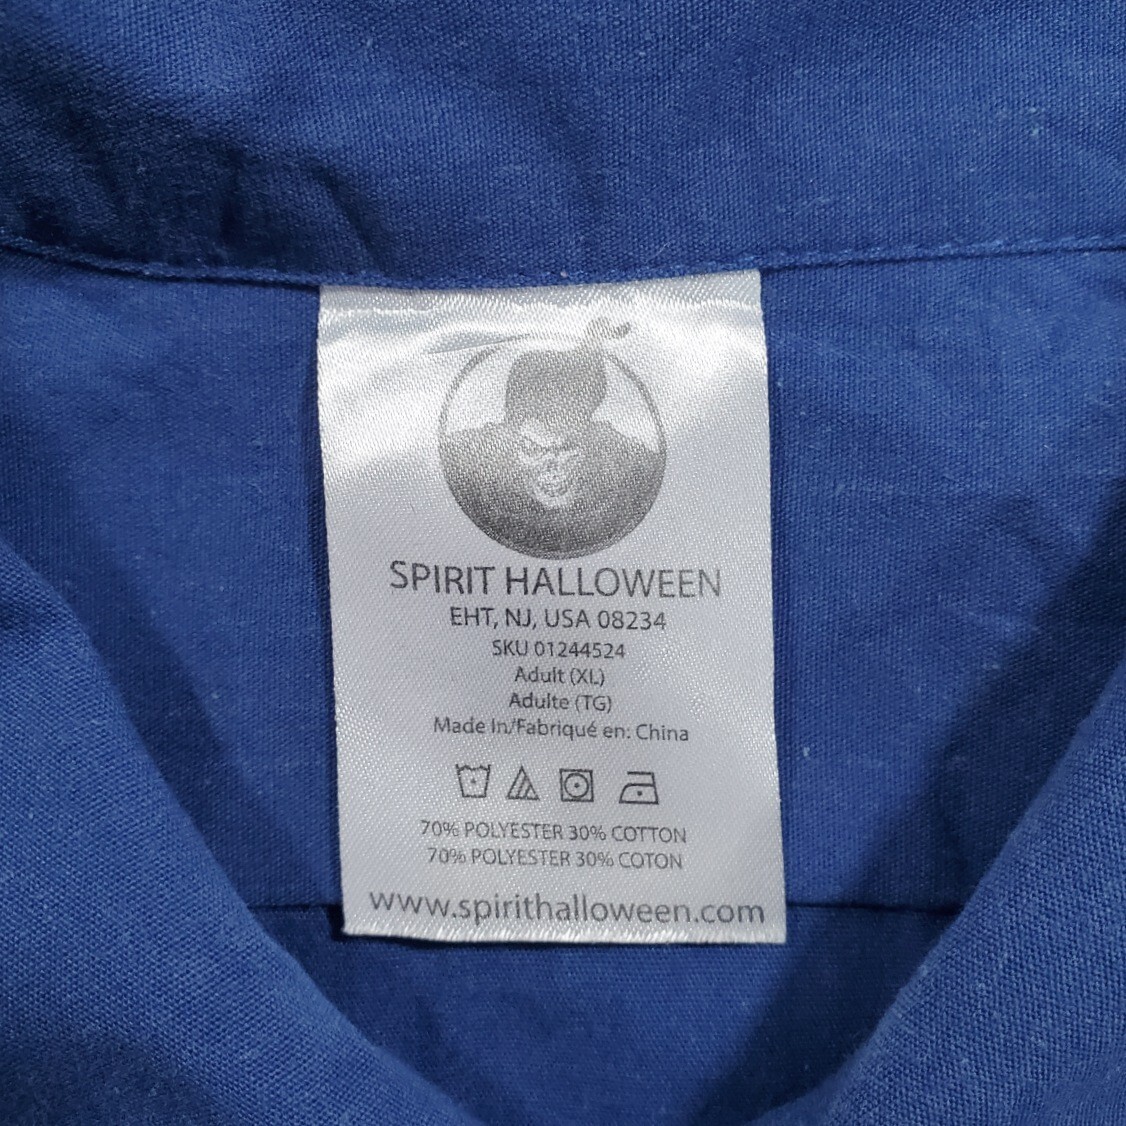 SPIRIT HALLOWEEN
EHT, NJ, USA 08234
SKU 01244524
Adult (XL)
Adulte (TG)
Made In/Fabriqué en: China
70% POLYESTER 30% COTTON
70% POLYESTER 30% COTON
www.spirithalloween.com